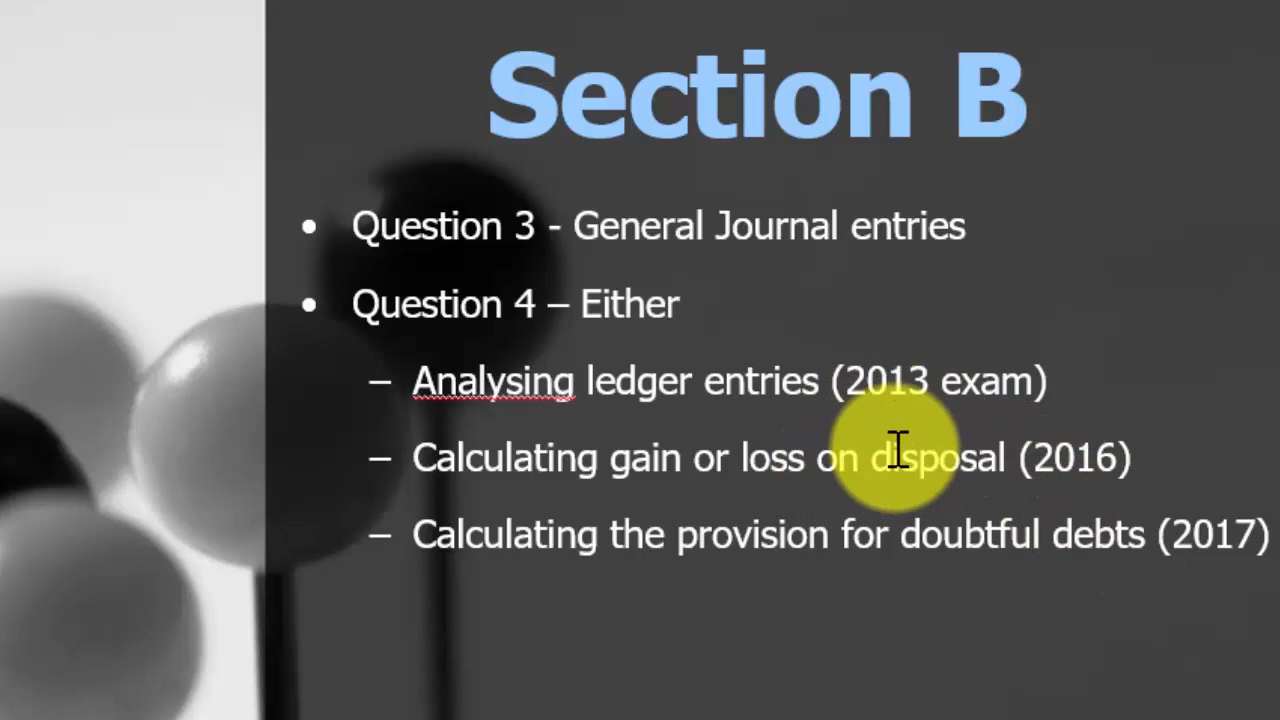 Section B
• Question 3 - General Journal entries
• Question 4 – Either
– Analysing ledger entries (2013 exam)
– Calculating gain or loss on disposal (2016)
– Calculating the provision for doubtful debts (2017)